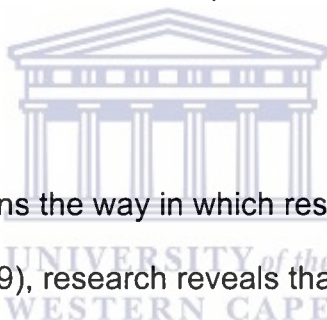 ns the way in which res
UNIVERSITY of the
9), research reveals tha
WESTERN CAPE